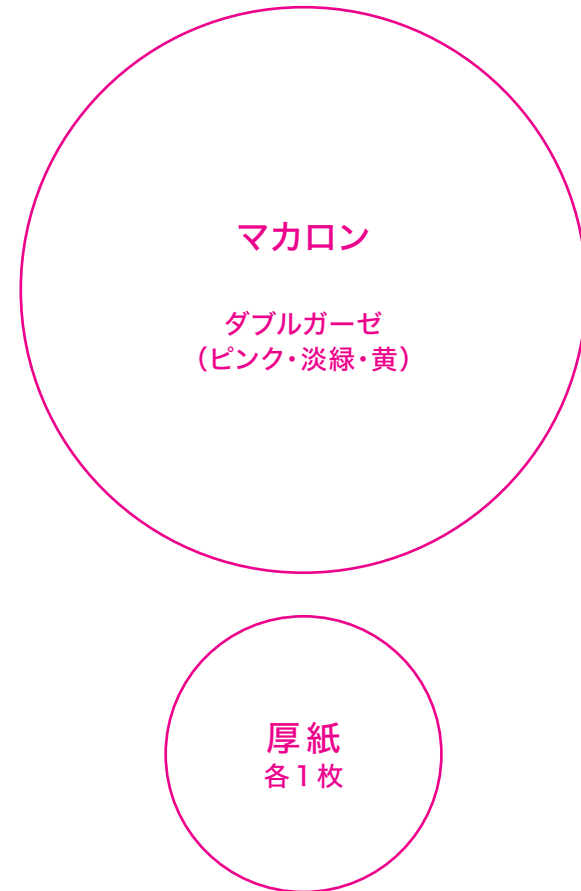 マカロン
ダブルガーゼ
（ピンク・淡緑・黄）
厚紙
各1枚